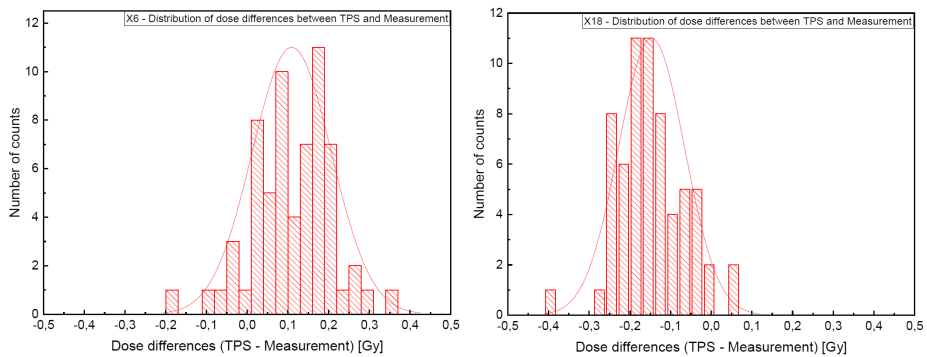 X6 - Distribution of dose differences between TPS and Measurement
12
10
8
6
4
2
0
Number of counts
-0,5 -0,4 -0,3 -0,2 -0,1 0,0 0,1 0,2 0,3 0,4 0,5
Dose differences (TPS - Measurement) [Gy]
X18 - Distribution of dose differences between TPS and Measurement
12
10
8
6
4
2
0
Number of counts
-0,5 -0,4 -0,3 -0,2 -0,1 0,0 0,1 0,2 0,3 0,4 0,5
Dose differences (TPS - Measurement) [Gy]